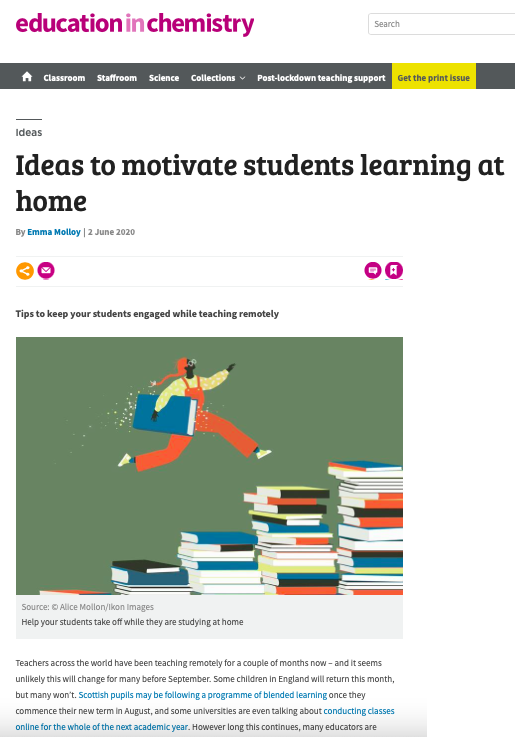 education in chemistry
Search
Classroom Staffroom Science Collections Post-lockdown teaching support Get the print issue
Ideas
Ideas to motivate students learning at
home
By Emma Molloy | 2 June 2020
Tips to keep your students engaged while teaching remotely
Source: © Alice Mollon/Ikon Images
Help your students take off while they are studying at home
Teachers across the world have been teaching remotely for a couple of months now – and it seems
unlikely this will change for many before September. Some children in England will return this month,
but many won't. Scottish pupils may be following a programme of blended learning once they
commence their new term in August, and some universities are even talking about conducting classes
online for the whole of the next academic year. However long this continues, many educators are